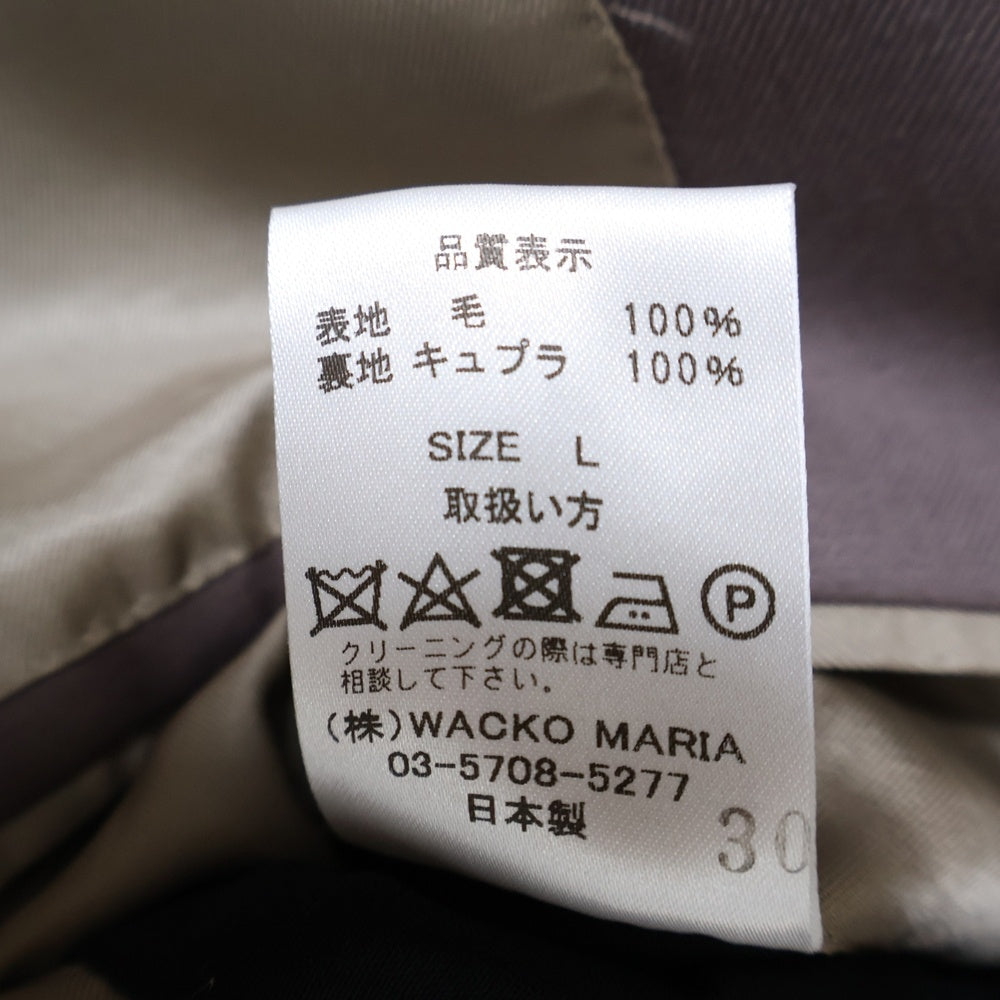 品質表示
表地 毛 100%
裏地 キュプラ 100%
SIZE L
取扱い方
P
クリーニングの際は専門店と
相談して下さい。
(株)WACKO MARIA
03-5708-5277
日本製
30